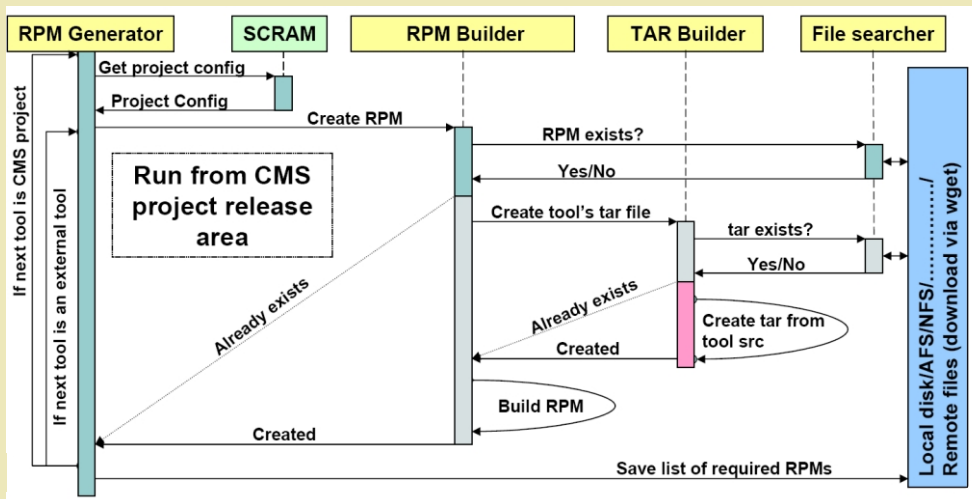 RPM Generator
SCRAM
RPM Builder
TAR Builder
File searcher
If next tool is CMS project
If next tool is an external tool
Get project config
Project Config
Create RPM
RPM exists?
Yes/No
Run from CMS
project release
area
Create tool's tar file
tar exists?
Yes/No
Already exists
Already exists
Create tar from
tool src
Created
Build RPM
Created
Save list of required RPMs
Local disk/AFS/NFS/……………../
Remote files (download via wget)